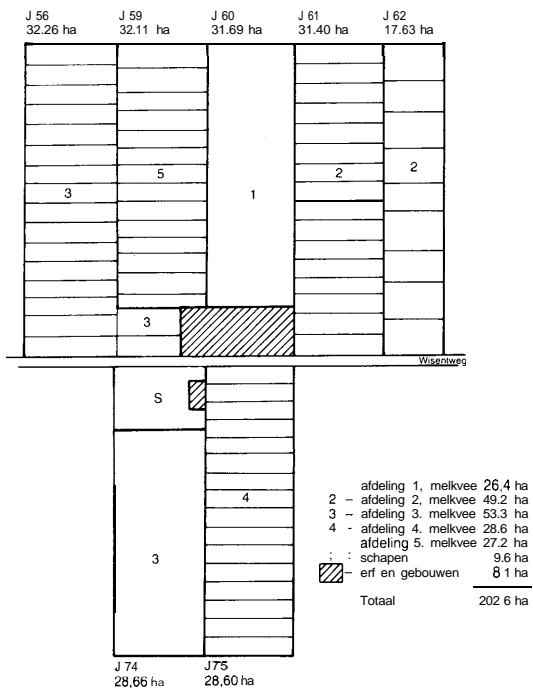 J 56 J 59 J 60 J 61 J 62
32.26 ha 32.11 ha 31.69 ha 31.40 ha 17.63 ha
5 2 2
3 1
3
Wisentweg
S
4
3
afdeling 1, melkvee 26,4 ha
2 – afdeling 2, melkvee 49.2 ha
3 – afdeling 3. melkvee 53.3 ha
4 - afdeling 4. melkvee 28.6 ha
afdeling 5. melkvee 27.2 ha
; : schapen 9.6 ha
– erf en gebouwen 8 1 ha
Totaal 202 6 ha
J 74 J 75
28,66 ha 28,60 ha